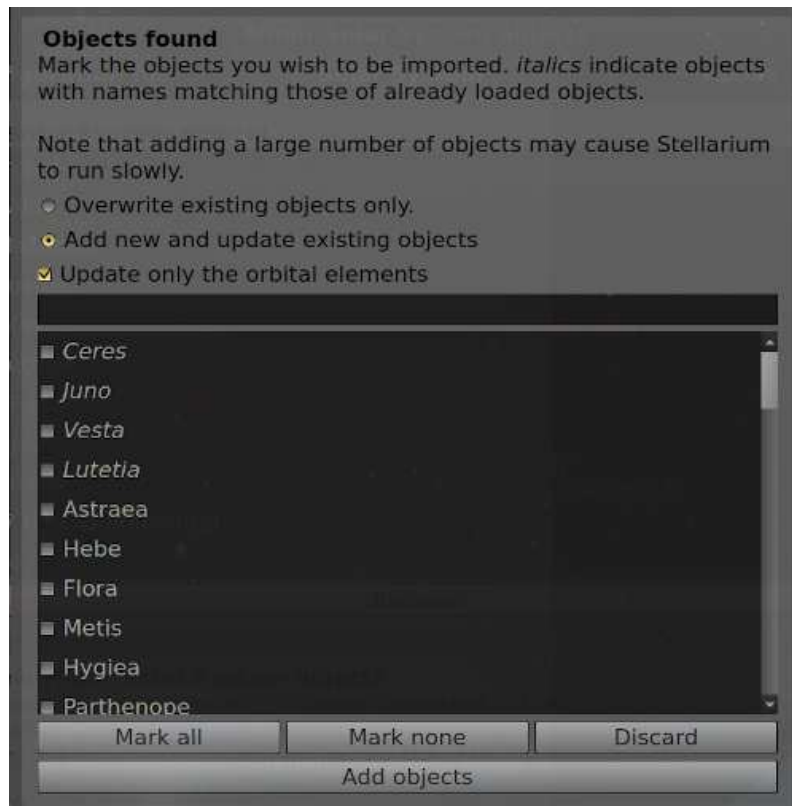 Objects found
Mark the objects you wish to be imported. italics indicate objects
with names matching those of already loaded objects.
Note that adding a large number of objects may cause Stellarium
to run slowly.
Overwrite existing objects only.
Add new and update existing objects
Update only the orbital elements
Ceres
Juno
Vesta
Lutetia
Astraea
Hebe
Flora
Metis
Hygiea
Parthenope
Mark all Mark none Discard
Add objects